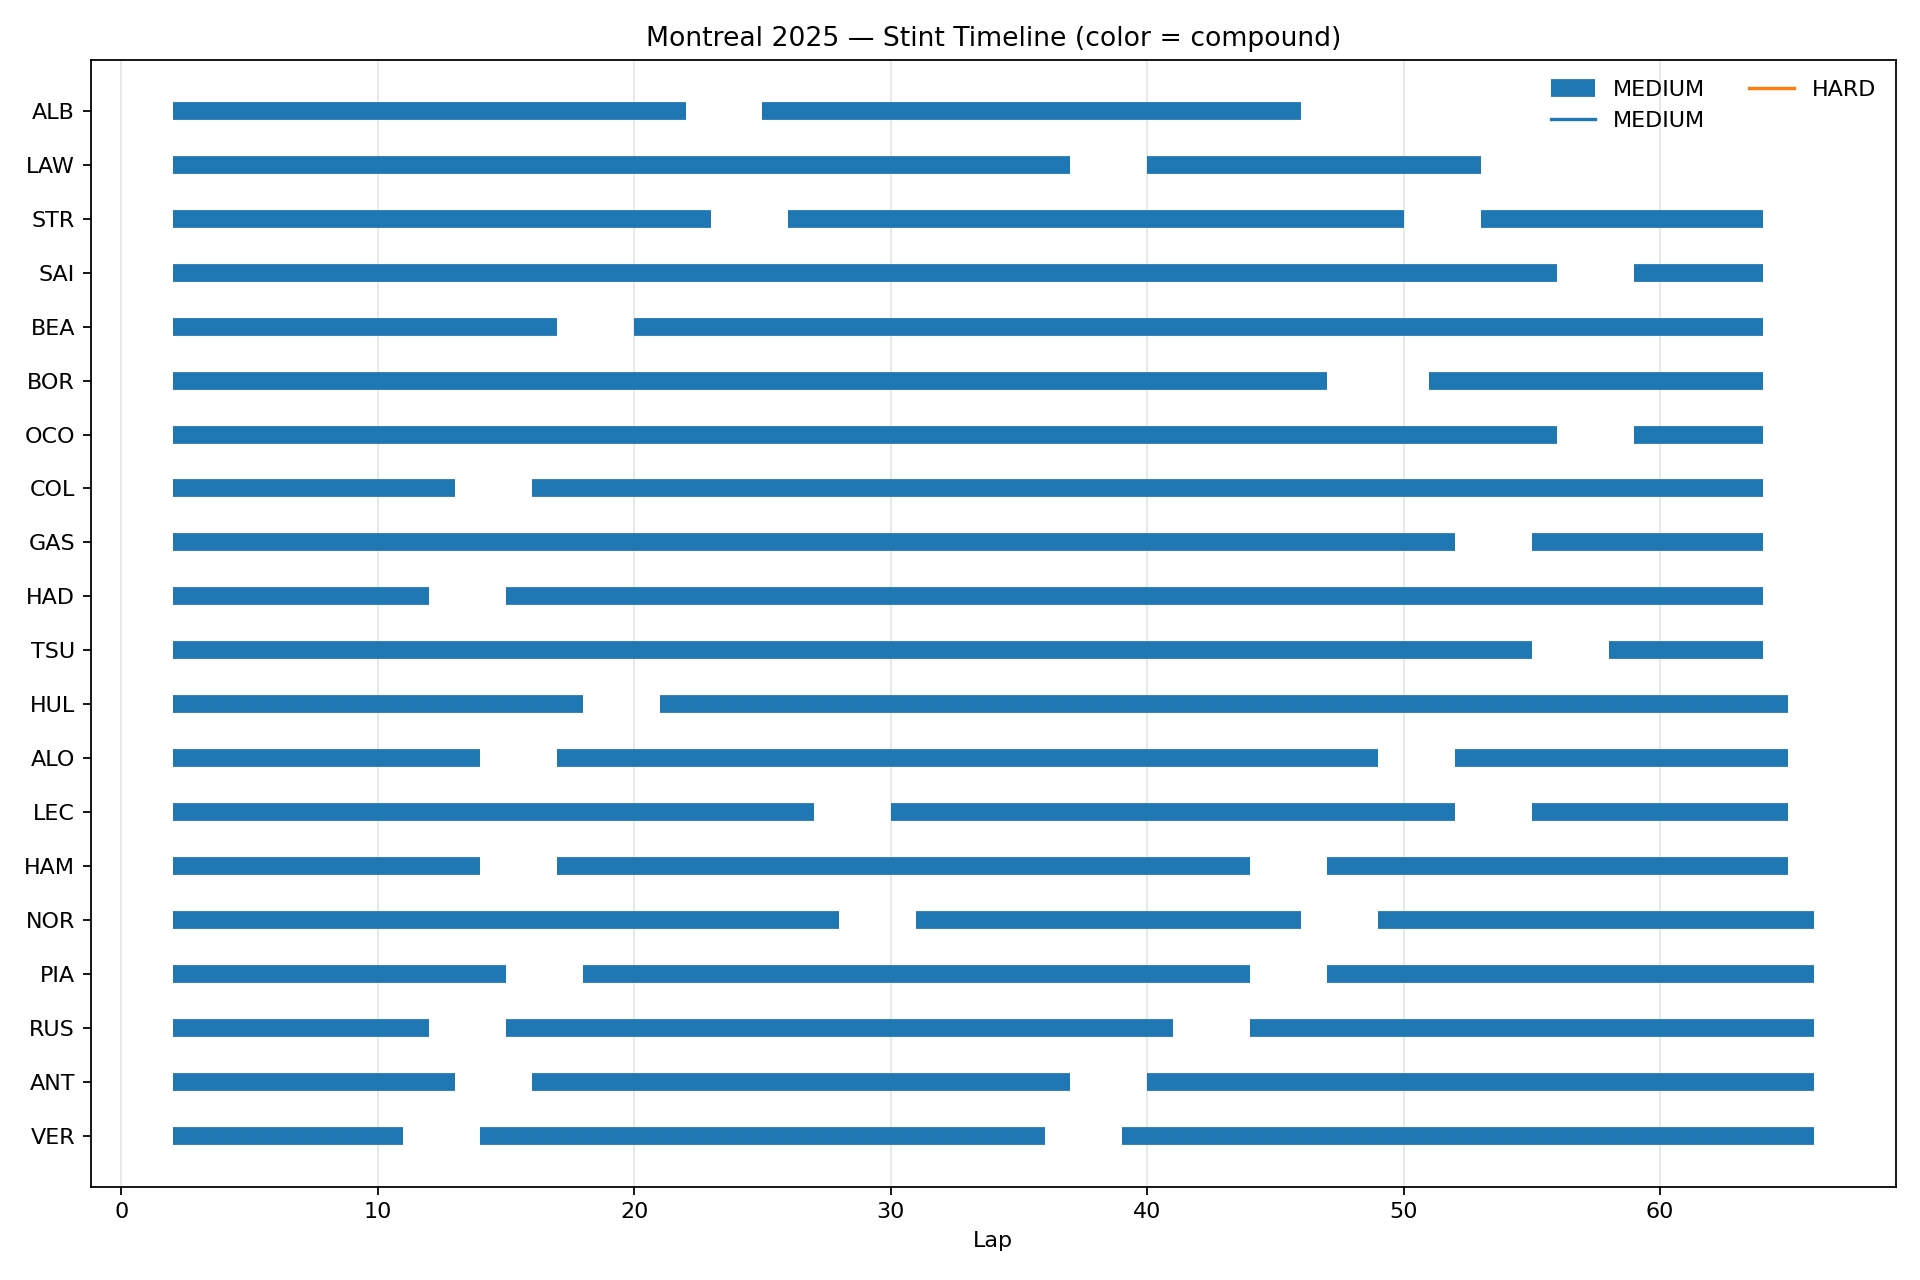 Montreal 2025 — Stint Timeline (color = compound)
MEDIUM
MEDIUM
HARD
ALB
LAW
STR
SAI
BEA
BOR
OCO
COL
GAS
HAD
TSU
HUL
ALO
LEC
HAM
NOR
PIA
RUS
ANT
VER
0 10 20 30 40 50 60
Lap